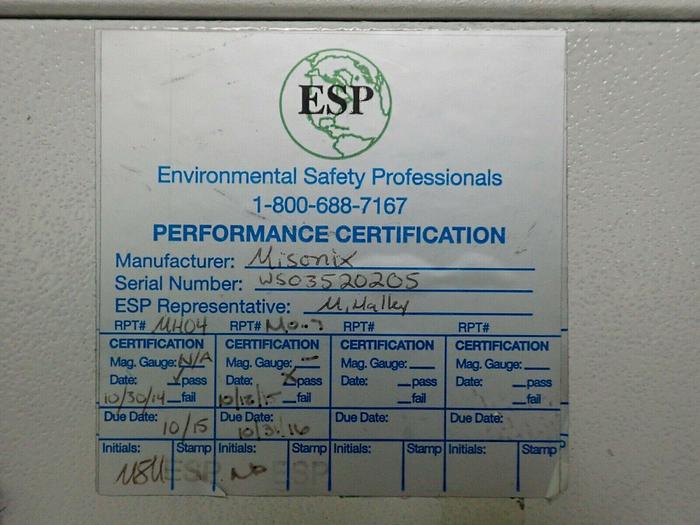 ESP
Environmental Safety Professionals
1-800-688-7167
PERFORMANCE CERTIFICATION
Manufacturer: Misonix
Serial Number: WS03520205
ESP Representative: M. Malley
RPT# MH04 RPT# RPT# RPT#
CERTIFICATION CERTIFICATION CERTIFICATION CERTIFICATION
Mag. Gauge: N/A Mag. Gauge: — Mag. Gauge: Mag. Gauge:
Date: ✓ pass Date: ✓ pass Date: pass Date: pass
10/30/14 fail fail fail fail
Due Date: 10/15 Due Date: 10/31/16 Due Date: Due Date:
Initials: Stamp Initials: Stamp Initials: Stamp Initials: Stamp
ESP ESP